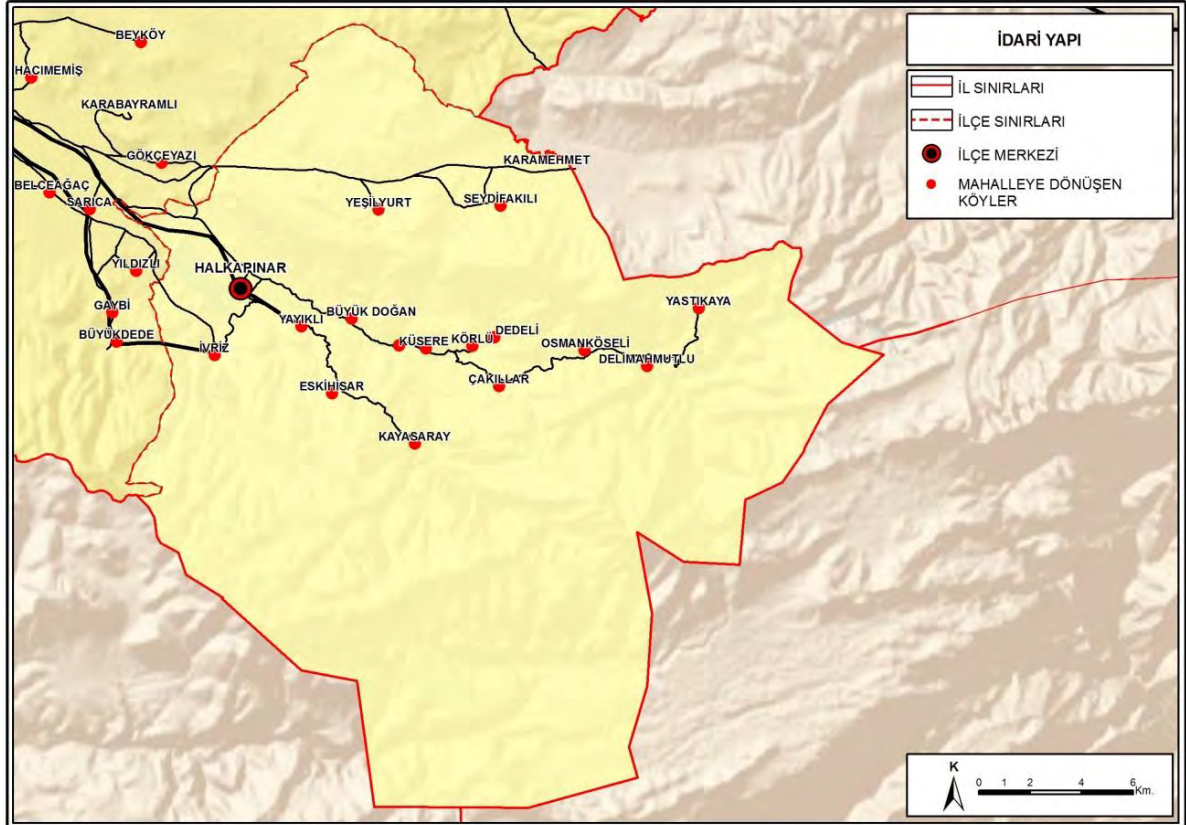 BEYKÖY
HACIMEMİŞ
KARABAYRAMLI
GÖKÇEYAZI
KARAMEHMET
BELCEAĞAÇ
SARICA
YEŞİLYURT
SEYDİFAKILI
YILDIZLI
HALKAPINAR
GAYBİ
YASTIKAYA
BÜYÜK DOĞAN
YAYIKLI
BÜYÜKDEDE
İVRİZ
KÜSERE
KÖRLÜ
DEDELİ
OSMANKÖSELİ
DELİMAHMUTLU
ÇAKILLAR
ESKİHİSAR
KAYASARAY
İDARİ YAPI
İL SINIRLARI
İLÇE SINIRLARI
İLÇE MERKEZİ
MAHALLEYE DÖNÜŞEN
KÖYLER
K
0 1 2 4 6
Km.